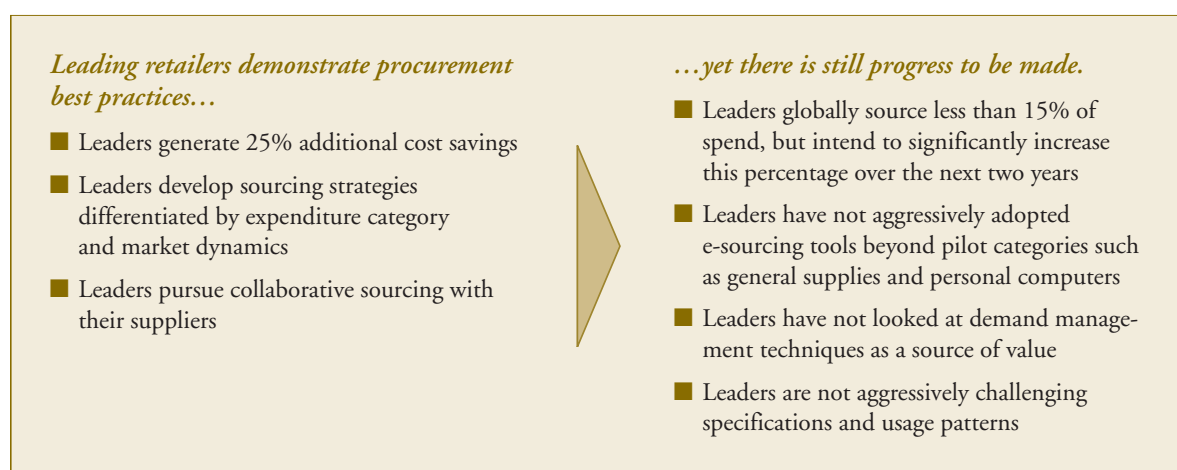 Leading retailers demonstrate procurement
best practices…
■ Leaders generate 25% additional cost savings
■ Leaders develop sourcing strategies
differentiated by expenditure category
and market dynamics
■ Leaders pursue collaborative sourcing with
their suppliers
…yet there is still progress to be made.
■ Leaders globally source less than 15% of
spend, but intend to significantly increase
this percentage over the next two years
■ Leaders have not aggressively adopted
e-sourcing tools beyond pilot categories such
as general supplies and personal computers
■ Leaders have not looked at demand manage-
ment techniques as a source of value
■ Leaders are not aggressively challenging
specifications and usage patterns